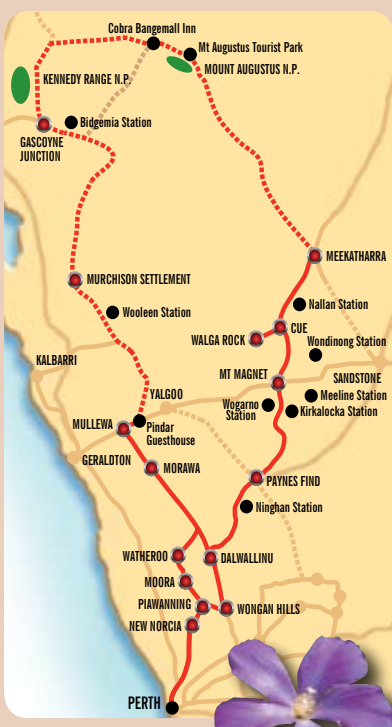 Cobra Bangemall Inn
Mt Augustus Tourist Park
MOUNT AUGUSTUS N.P.
KENNEDY RANGE N.P.
Bidgemia Station
GASCOYNE
JUNCTION
MEEKATHARRA
MURCHISON SETTLEMENT
Nallan Station
Wooleen Station
CUE
WALGA ROCK
Wondinong Station
KALBARRI
MT MAGNET
SANDSTONE
YALGOO
Meeline Station
Wogarno
Station
Kirkalocka Station
MULLEWA
Pindar
Guesthouse
GERALDTON
MORAWA
PAYNES FIND
Ninghan Station
WATHEROO
DALWALLINU
MOORA
PIAWANNING
WONGAN HILLS
NEW NORCIA
PERTH